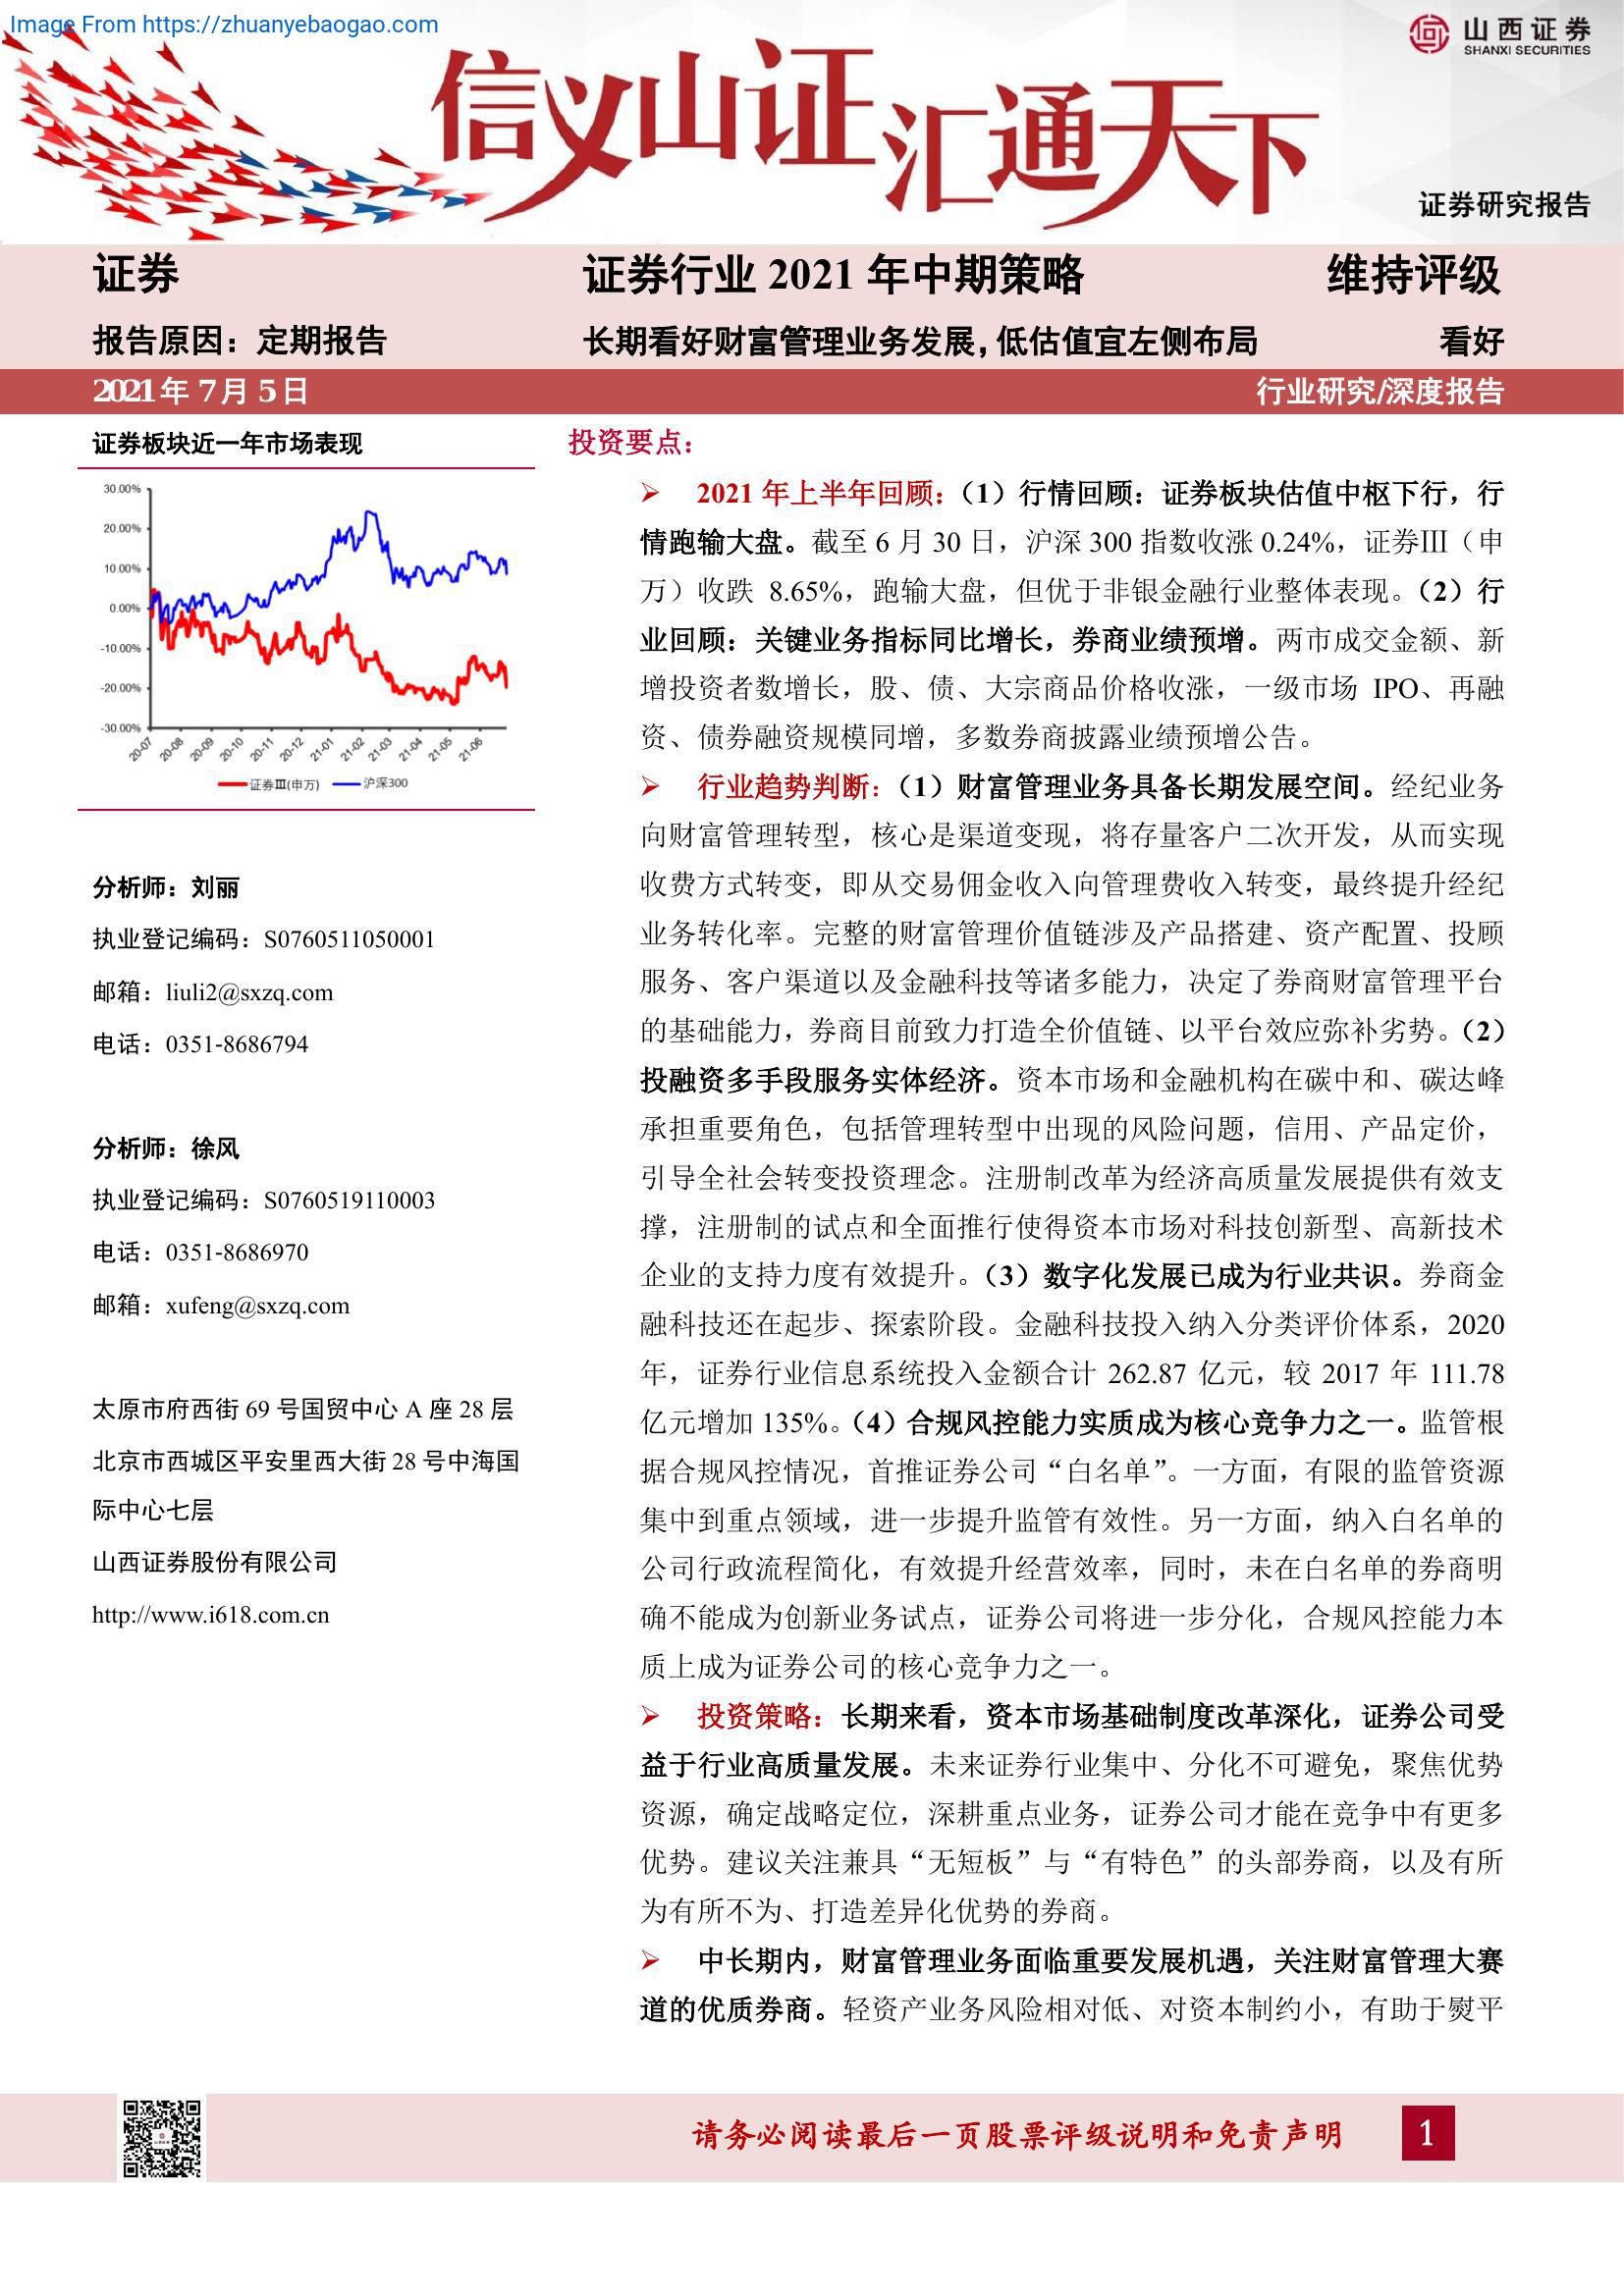 Image From https://zhuanyebaogao.com
山西证券
SHANXI SECURITIES
信义山证汇通天下
证券研究报告
证券
证券行业 2021 年中期策略
维持评级
报告原因：定期报告
长期看好财富管理业务发展，低估值宜左侧布局
看好
2021 年 7 月 5 日
行业研究/深度报告
证券板块近一年市场表现
30.00%
20.00%
10.00%
0.00%
-10.00%
-20.00%
-30.00%
20-07 20-08 20-09 20-10 20-11 20-12 21-01 21-02 21-03 21-04 21-05 21-06
证券Ⅲ(申万) 沪深300
分析师：刘丽
执业登记编码：S0760511050001
邮箱：liuli2@sxzq.com
电话：0351-8686794
分析师：徐风
执业登记编码：S0760519110003
电话：0351-8686970
邮箱：xufeng@sxzq.com
太原市府西街 69 号国贸中心 A 座 28 层
北京市西城区平安里西大街 28 号中海国
际中心七层
山西证券股份有限公司
http://www.i618.com.cn
投资要点：
➢ 2021 年上半年回顾：（1）行情回顾：证券板块估值中枢下行，行
情跑输大盘。截至 6 月 30 日，沪深 300 指数收涨 0.24%，证券Ⅲ（申
万）收跌 8.65%，跑输大盘，但优于非银金融行业整体表现。（2）行
业回顾：关键业务指标同比增长，券商业绩预增。两市成交金额、新
增投资者数增长，股、债、大宗商品价格收涨，一级市场 IPO、再融
资、债券融资规模同增，多数券商披露业绩预增公告。
➢ 行业趋势判断：（1）财富管理业务具备长期发展空间。经纪业务
向财富管理转型，核心是渠道变现，将存量客户二次开发，从而实现
收费方式转变，即从交易佣金收入向管理费收入转变，最终提升经纪
业务转化率。完整的财富管理价值链涉及产品搭建、资产配置、投顾
服务、客户渠道以及金融科技等诸多能力，决定了券商财富管理平台
的基础能力，券商目前致力打造全价值链、以平台效应弥补劣势。（2）
投融资多手段服务实体经济。资本市场和金融机构在碳中和、碳达峰
承担重要角色，包括管理转型中出现的风险问题，信用、产品定价，
引导全社会转变投资理念。注册制改革为经济高质量发展提供有效支
撑，注册制的试点和全面推行使得资本市场对科技创新型、高新技术
企业的支持力度有效提升。（3）数字化发展已成为行业共识。券商金
融科技还在起步、探索阶段。金融科技投入纳入分类评价体系，2020
年，证券行业信息系统投入金额合计 262.87 亿元，较 2017 年 111.78
亿元增加 135%。（4）合规风控能力实质成为核心竞争力之一。监管根
据合规风控情况，首推证券公司“白名单”。一方面，有限的监管资源
集中到重点领域，进一步提升监管有效性。另一方面，纳入白名单的
公司行政流程简化，有效提升经营效率，同时，未在白名单的券商明
确不能成为创新业务试点，证券公司将进一步分化，合规风控能力本
质上成为证券公司的核心竞争力之一。
➢ 投资策略：长期来看，资本市场基础制度改革深化，证券公司受
益于行业高质量发展。未来证券行业集中、分化不可避免，聚焦优势
资源，确定战略定位，深耕重点业务，证券公司才能在竞争中有更多
优势。建议关注兼具“无短板”与“有特色”的头部券商，以及有所
为有所不为、打造差异化优势的券商。
➢ 中长期内，财富管理业务面临重要发展机遇，关注财富管理大赛
道的优质券商。轻资产业务风险相对低、对资本制约小，有助于熨平
请务必阅读最后一页股票评级说明和免责声明
1